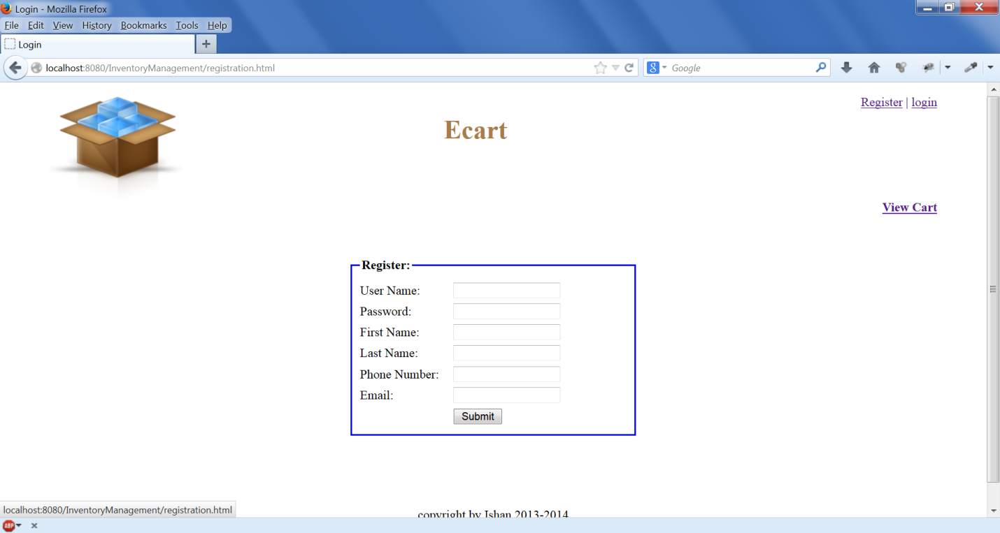 Login - Mozilla Firefox
File Edit View History Bookmarks Tools Help
Login
localhost:8080/InventoryManagement/registration.html
8 Google
Register | login
Ecart
View Cart
Register:
User Name:
Password:
First Name:
Last Name:
Phone Number:
Email:
Submit
copyright by Ishan 2013-2014
localhost:8080/InventoryManagement/registration.html
ABP